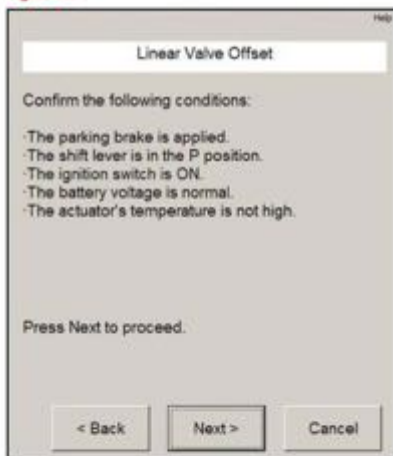 Help
Linear Valve Offset
Confirm the following conditions:
·The parking brake is applied.
·The shift lever is in the P position.
·The ignition switch is ON.
·The battery voltage is normal.
·The actuator's temperature is not high.
Press Next to proceed.
< Back
Next >
Cancel